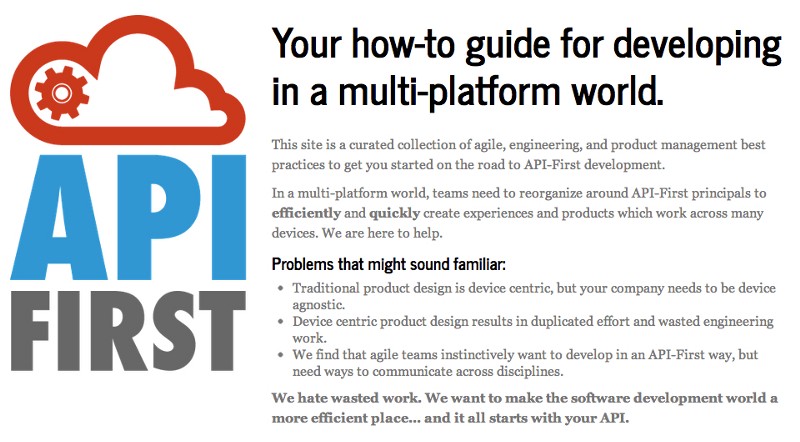 API
FIRST
Your how-to guide for developing
in a multi-platform world.
This site is a curated collection of agile, engineering, and product management best
practices to get you started on the road to API-First development.
In a multi-platform world, teams need to reorganize around API-First principals to
efficiently and quickly create experiences and products which work across many
devices. We are here to help.
Problems that might sound familiar:
• Traditional product design is device centric, but your company needs to be device
agnostic.
• Device centric product design results in duplicated effort and wasted engineering
work.
• We find that agile teams instinctively want to develop in an API-First way, but
need ways to communicate across disciplines.
We hate wasted work. We want to make the software development world a
more efficient place... and it all starts with your API.